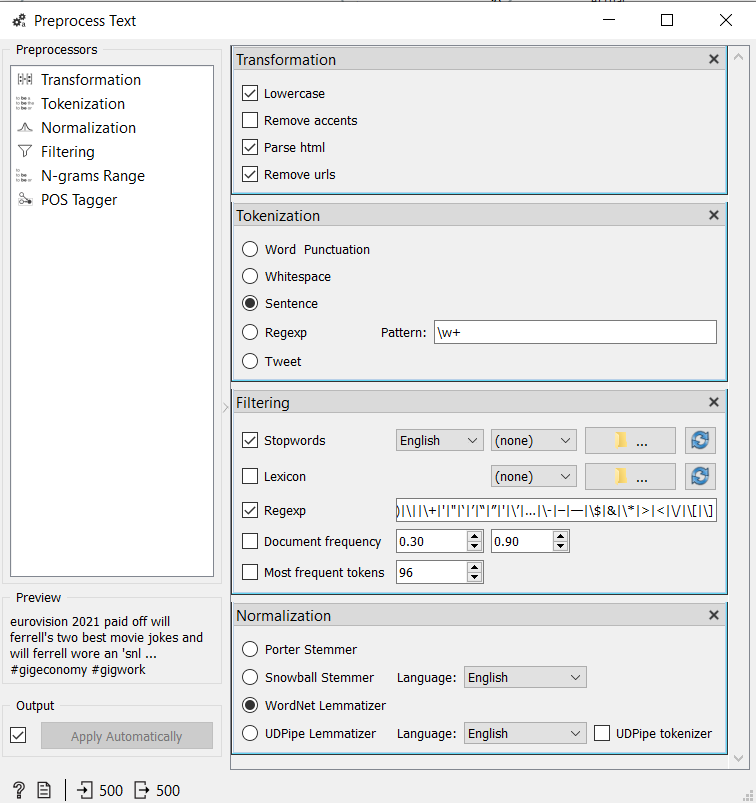 Preprocess Text
Preprocessors
Transformation
Tokenization
Normalization
Filtering
N-grams Range
POS Tagger
Preview
eurovision 2021 paid off will
ferrell's two best movie jokes and
will ferrell wore an 'snl ...
#gigeconomy #gigwork
Output
Apply Automatically
500 500
Transformation
Lowercase
Remove accents
Parse html
Remove urls
Tokenization
Word Punctuation
Whitespace
Sentence
Regexp Pattern: \w+
Tweet
Filtering
Stopwords English (none) ...
Lexicon (none) ...
Regexp )|\||\+|'|"|‛|’|“|”|'|\'|…|\-|–|—|\$|&|\*|>|<|\/|\[|\]
Document frequency 0.30 0.90
Most frequent tokens 96
Normalization
Porter Stemmer
Snowball Stemmer Language: English
WordNet Lemmatizer
UDPipe Lemmatizer Language: English UDPipe tokenizer